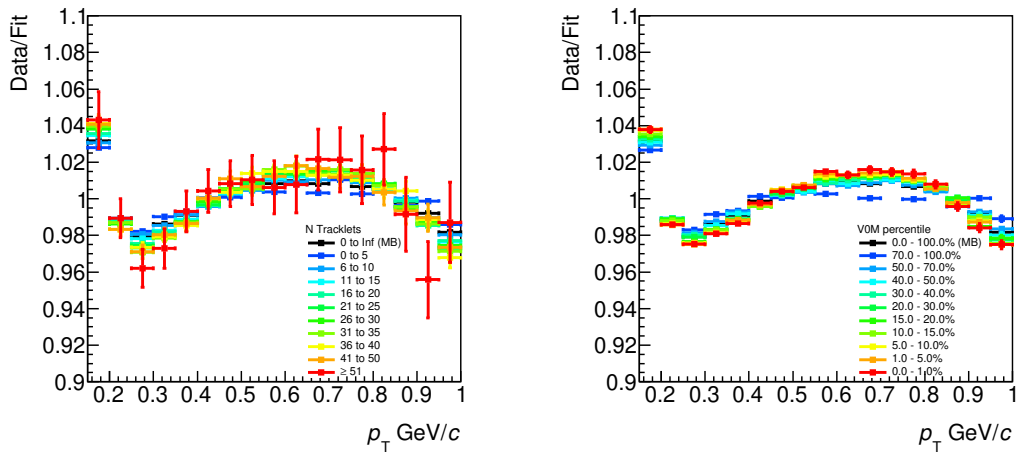 Data/Fit
1.1
1.08
1.06
1.04
1.02
1
0.98
0.96
0.94
0.92
0.9
N Tracklets
0 to Inf (MB)
0 to 5
6 to 10
11 to 15
16 to 20
21 to 25
26 to 30
31 to 35
36 to 40
41 to 50
≥ 51
0.2 0.3 0.4 0.5 0.6 0.7 0.8 0.9 1
p_T GeV/c
Data/Fit
1.1
1.08
1.06
1.04
1.02
1
0.98
0.96
0.94
0.92
0.9
V0M percentile
0.0 - 100.0% (MB)
70.0 - 100.0%
50.0 - 70.0%
40.0 - 50.0%
30.0 - 40.0%
20.0 - 30.0%
15.0 - 20.0%
10.0 - 15.0%
5.0 - 10.0%
1.0 - 5.0%
0.0 - 1.0%
0.2 0.3 0.4 0.5 0.6 0.7 0.8 0.9 1
p_T GeV/c